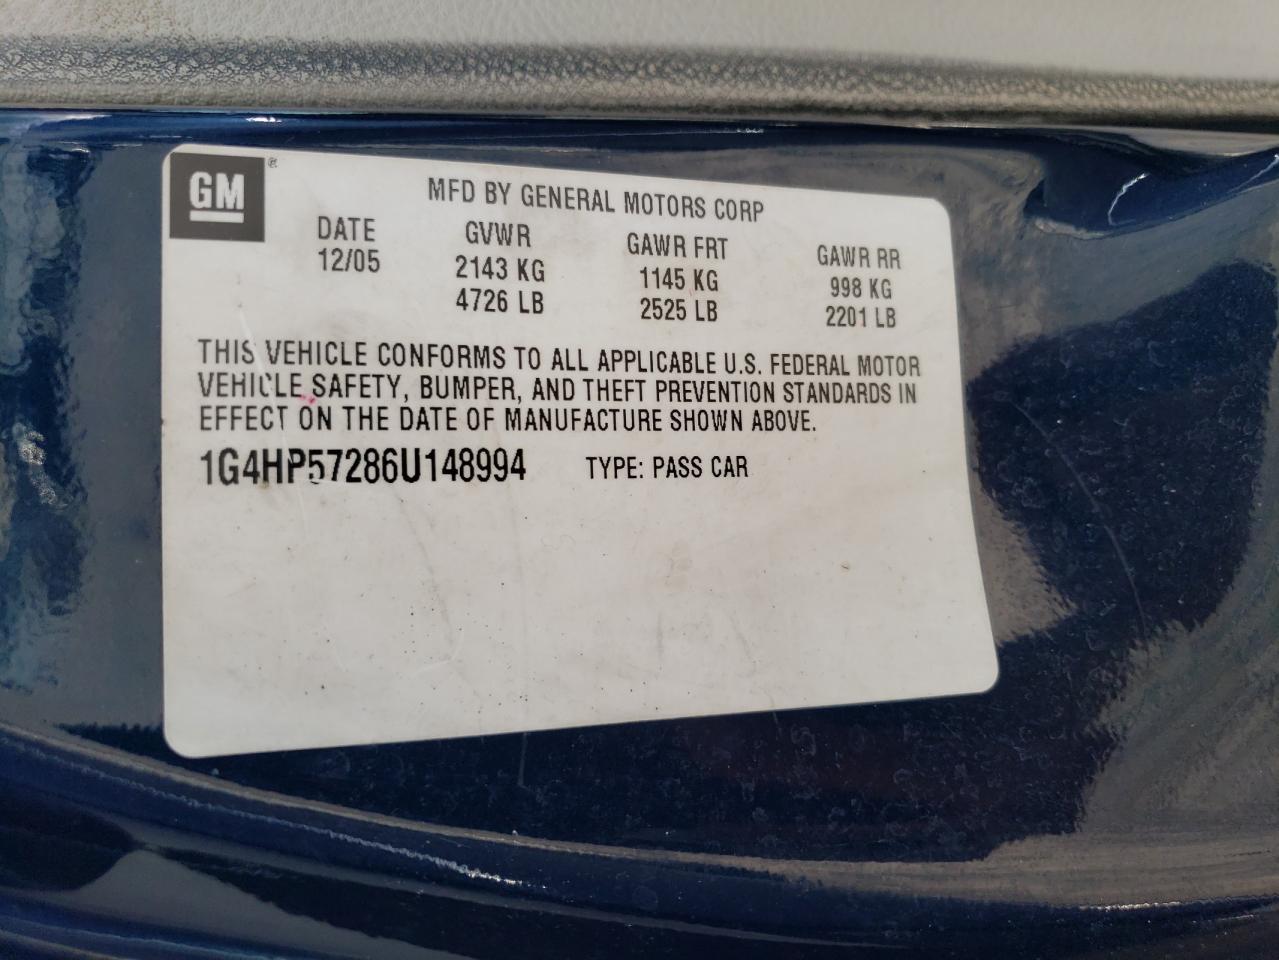 GM®
MFD BY GENERAL MOTORS CORP
DATE GVWR GAWR FRT GAWR RR
12/05 2143 KG 1145 KG 998 KG
4726 LB 2525 LB 2201 LB
THIS VEHICLE CONFORMS TO ALL APPLICABLE U.S. FEDERAL MOTOR
VEHICLE SAFETY, BUMPER, AND THEFT PREVENTION STANDARDS IN
EFFECT ON THE DATE OF MANUFACTURE SHOWN ABOVE.
1G4HP57286U148994 TYPE: PASS CAR